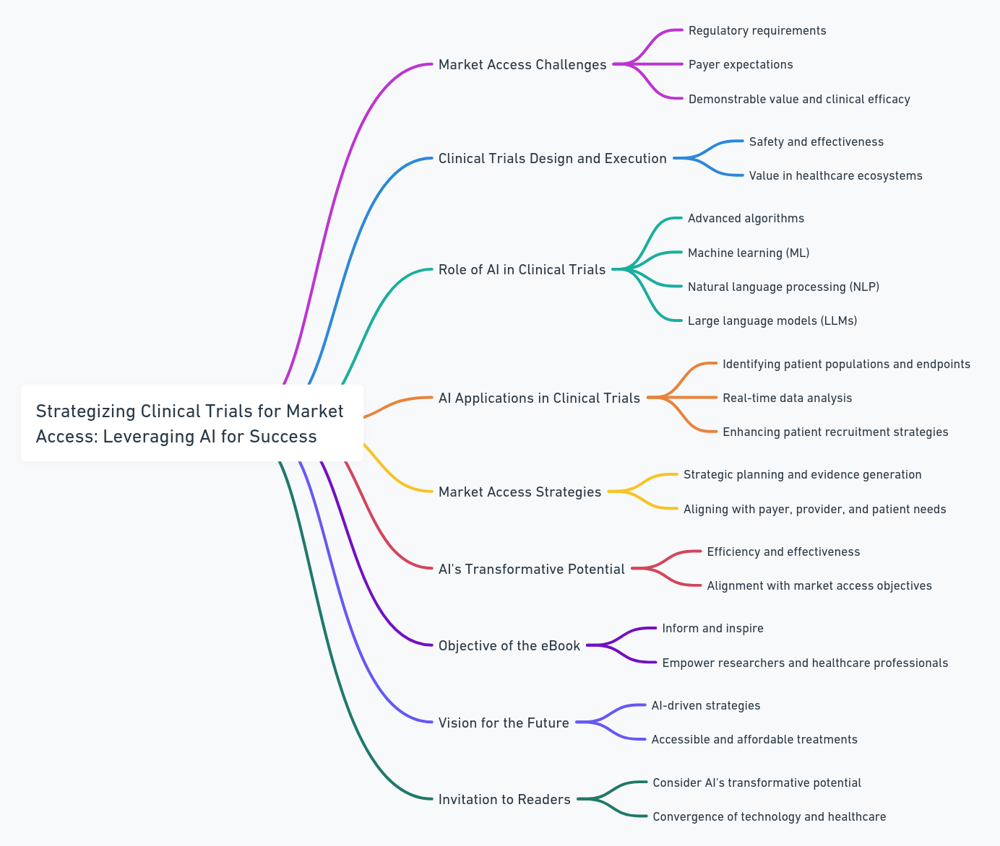 Strategizing Clinical Trials for Market
Access: Leveraging AI for Success
Market Access Challenges
Regulatory requirements
Payer expectations
Demonstrable value and clinical efficacy
Clinical Trials Design and Execution
Safety and effectiveness
Value in healthcare ecosystems
Role of AI in Clinical Trials
Advanced algorithms
Machine learning (ML)
Natural language processing (NLP)
Large language models (LLMs)
AI Applications in Clinical Trials
Identifying patient populations and endpoints
Real-time data analysis
Enhancing patient recruitment strategies
Market Access Strategies
Strategic planning and evidence generation
Aligning with payer, provider, and patient needs
AI's Transformative Potential
Efficiency and effectiveness
Alignment with market access objectives
Objective of the eBook
Inform and inspire
Empower researchers and healthcare professionals
Vision for the Future
AI-driven strategies
Accessible and affordable treatments
Invitation to Readers
Consider AI's transformative potential
Convergence of technology and healthcare